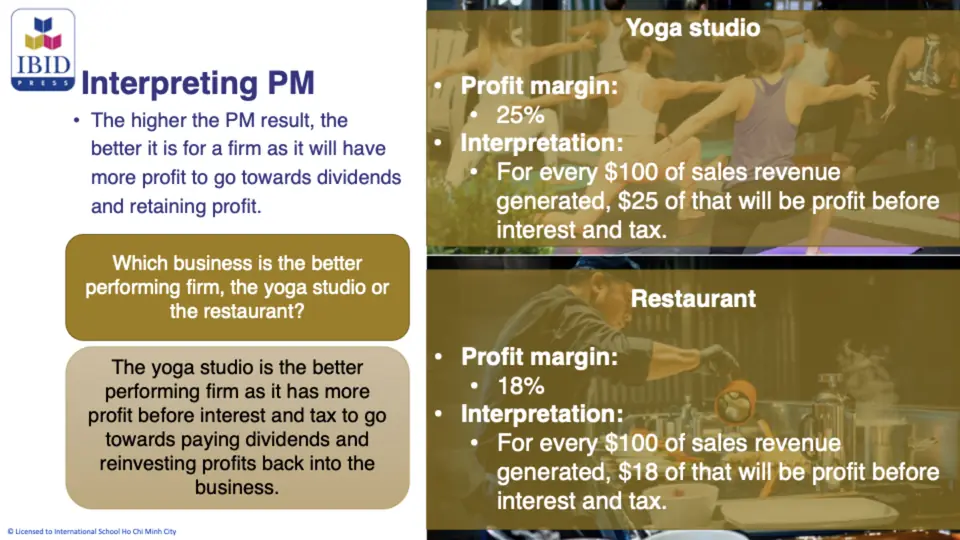 IBID
PRESS
Interpreting PM
• The higher the PM result, the
better it is for a firm as it will have
more profit to go towards dividends
and retaining profit.
Which business is the better
performing firm, the yoga studio or
the restaurant?
The yoga studio is the better
performing firm as it has more
profit before interest and tax to go
towards paying dividends and
reinvesting profits back into the
business.
© Licensed to International School Ho Chi Minh City
Yoga studio
• Profit margin:
• 25%
• Interpretation:
• For every $100 of sales revenue
generated, $25 of that will be profit before
interest and tax.
Restaurant
• Profit margin:
• 18%
• Interpretation:
• For every $100 of sales revenue
generated, $18 of that will be profit before
interest and tax.